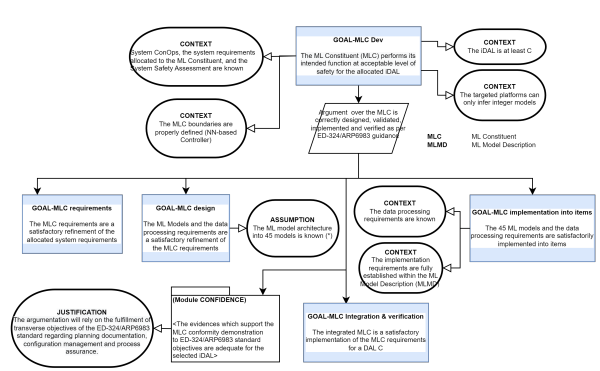 CONTEXT
System ConOps, the system requirements
allocated to the ML Constituent, and the
System Safety Assessment are known
GOAL-MLC Dev
The ML Constituent (MLC) performs its
intended function at acceptable level of
safety for the allocated iDAL
CONTEXT
The iDAL is at least C
CONTEXT
The targeted platforms can
only infer integer models
CONTEXT
The MLC boundaries are
properly defined (NN-based
Controller)
Argument over the MLC is
correctly designed, validated,
implemented and verified as per
ED-324/ARP6983 guidance
MLC ML Constituent
MLMD ML Model Description
GOAL-MLC requirements
The MLC requirements are a
satisfactory refinement of the
allocated system requirements
GOAL-MLC design
The ML Models and the data
processing requirements are
a satisfactory refinement of
the MLC requirements
ASSUMPTION
The ML model architecture
into 45 models is known (*)
CONTEXT
The data processing
requirements are known
CONTEXT
The implementation
requirements are fully
established within the ML
Model Description (MLMD)
GOAL-MLC implementation into items
The 45 ML models and the data
processing requirements are satisfactorily
implemented into items
JUSTIFICATION
The argumentation will rely on the fulfillment of
transverse objectives of the ED-324/ARP6983
standard regarding planning documentation,
configuration management and process
assurance.
(Module CONFIDENCE)
<The evidences which support the
MLC conformity demonstration
to ED-324/ARP6983 standard
objectives are adequate for the
selected iDAL>
GOAL-MLC Integration & verification
The integrated MLC is a satisfactory
implementation of the MLC requirements
for a DAL C